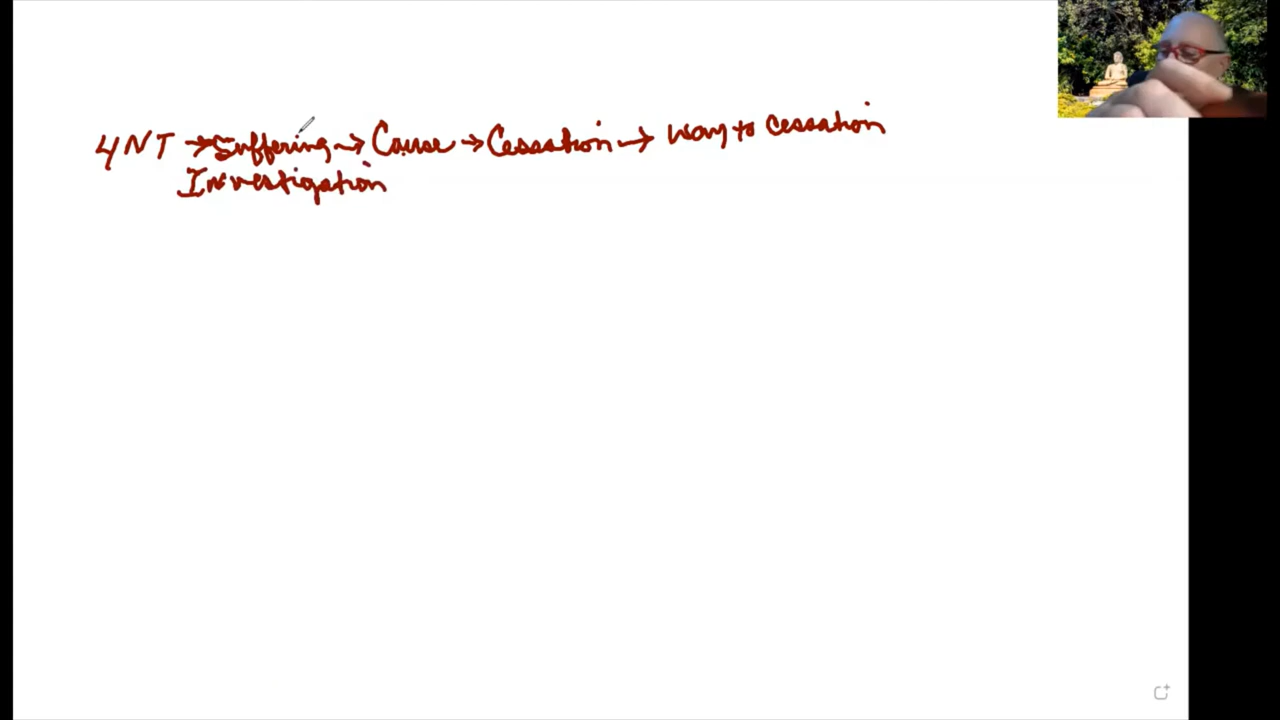 4NT → Suffering → Cause → Cessation → way to cessation
Investigation